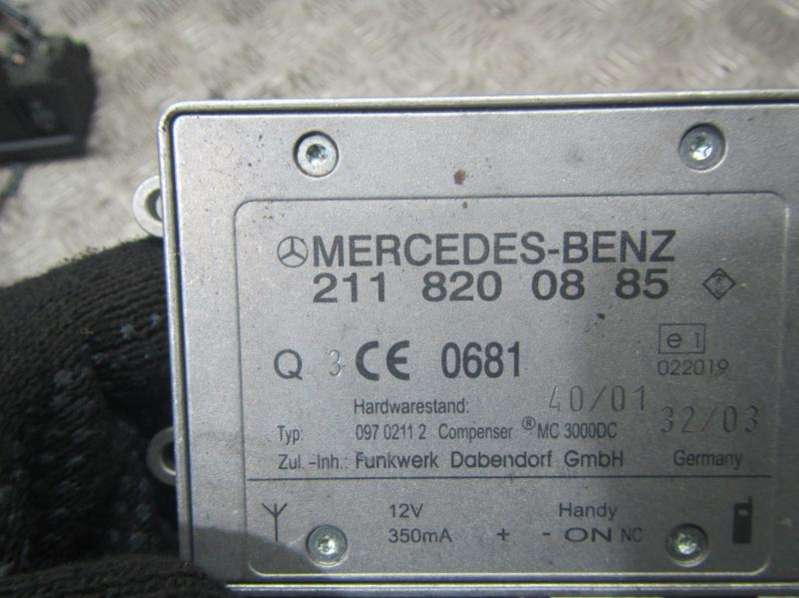 MERCEDES-BENZ
211 820 08 85
Q 3 CE 0681 e1
022019
Hardwarestand: 40/01 32/03
Typ: 097 0211 2 Compenser ® MC 3000DC
Zul. -Inh.: Funkwerk Dabendorf GmbH Germany
12V Handy
350mA + - ON NC